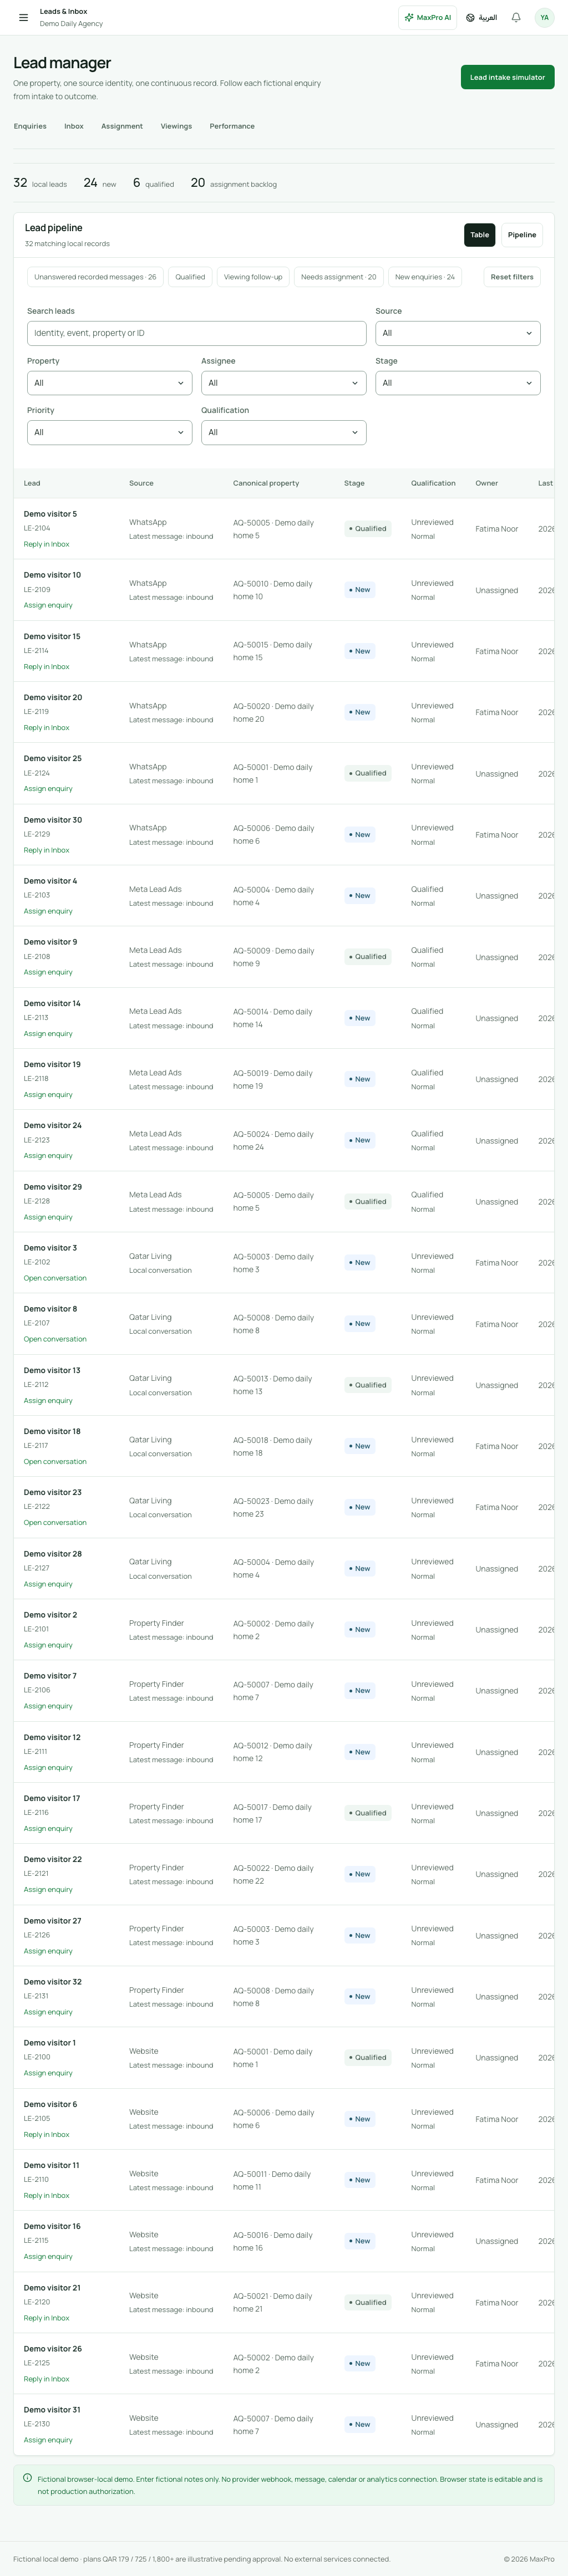 Leads & Inbox
Demo Daily Agency
MaxPro AI
العربية
YA
Lead manager
One property, one source identity, one continuous record. Follow each fictional enquiry
from intake to outcome.
Lead intake simulator
Enquiries Inbox Assignment Viewings Performance
32 local leads 24 new 6 qualified 20 assignment backlog
Lead pipeline
32 matching local records
Table Pipeline
Unanswered recorded messages · 26 Qualified Viewing follow-up Needs assignment · 20 New enquiries · 24 Reset filters
Search leads Source
Identity, event, property or ID All
Property Assignee Stage
All All All
Priority Qualification
All All
Lead Source Canonical property Stage Qualification Owner Last
Demo visitor 5
LE-2104
Reply in Inbox
WhatsApp
Latest message: inbound
AQ-50005 · Demo daily
home 5
Qualified
Unreviewed
Normal
Fatima Noor
2026
Demo visitor 10
LE-2109
Assign enquiry
WhatsApp
Latest message: inbound
AQ-50010 · Demo daily
home 10
New
Unreviewed
Normal
Unassigned
2026
Demo visitor 15
LE-2114
Reply in Inbox
WhatsApp
Latest message: inbound
AQ-50015 · Demo daily
home 15
New
Unreviewed
Normal
Fatima Noor
2026
Demo visitor 20
LE-2119
Reply in Inbox
WhatsApp
Latest message: inbound
AQ-50020 · Demo daily
home 20
New
Unreviewed
Normal
Fatima Noor
2026
Demo visitor 25
LE-2124
Assign enquiry
WhatsApp
Latest message: inbound
AQ-50001 · Demo daily
home 1
Qualified
Unreviewed
Normal
Unassigned
2026
Demo visitor 30
LE-2129
Reply in Inbox
WhatsApp
Latest message: inbound
AQ-50006 · Demo daily
home 6
New
Unreviewed
Normal
Fatima Noor
2026
Demo visitor 4
LE-2103
Assign enquiry
Meta Lead Ads
Latest message: inbound
AQ-50004 · Demo daily
home 4
New
Qualified
Normal
Unassigned
2026
Demo visitor 9
LE-2108
Assign enquiry
Meta Lead Ads
Latest message: inbound
AQ-50009 · Demo daily
home 9
Qualified
Qualified
Normal
Unassigned
2026
Demo visitor 14
LE-2113
Assign enquiry
Meta Lead Ads
Latest message: inbound
AQ-50014 · Demo daily
home 14
New
Qualified
Normal
Unassigned
2026
Demo visitor 19
LE-2118
Assign enquiry
Meta Lead Ads
Latest message: inbound
AQ-50019 · Demo daily
home 19
New
Qualified
Normal
Unassigned
2026
Demo visitor 24
LE-2123
Assign enquiry
Meta Lead Ads
Latest message: inbound
AQ-50024 · Demo daily
home 24
New
Qualified
Normal
Unassigned
2026
Demo visitor 29
LE-2128
Assign enquiry
Meta Lead Ads
Latest message: inbound
AQ-50005 · Demo daily
home 5
Qualified
Qualified
Normal
Unassigned
2026
Demo visitor 3
LE-2102
Open conversation
Qatar Living
Local conversation
AQ-50003 · Demo daily
home 3
New
Unreviewed
Normal
Fatima Noor
2026
Demo visitor 8
LE-2107
Open conversation
Qatar Living
Local conversation
AQ-50008 · Demo daily
home 8
New
Unreviewed
Normal
Fatima Noor
2026
Demo visitor 13
LE-2112
Assign enquiry
Qatar Living
Local conversation
AQ-50013 · Demo daily
home 13
Qualified
Unreviewed
Normal
Unassigned
2026
Demo visitor 18
LE-2117
Open conversation
Qatar Living
Local conversation
AQ-50018 · Demo daily
home 18
New
Unreviewed
Normal
Fatima Noor
2026
Demo visitor 23
LE-2122
Open conversation
Qatar Living
Local conversation
AQ-50023 · Demo daily
home 23
New
Unreviewed
Normal
Fatima Noor
2026
Demo visitor 28
LE-2127
Assign enquiry
Qatar Living
Local conversation
AQ-50004 · Demo daily
home 4
New
Unreviewed
Normal
Unassigned
2026
Demo visitor 2
LE-2101
Assign enquiry
Property Finder
Latest message: inbound
AQ-50002 · Demo daily
home 2
New
Unreviewed
Normal
Unassigned
2026
Demo visitor 7
LE-2106
Assign enquiry
Property Finder
Latest message: inbound
AQ-50007 · Demo daily
home 7
New
Unreviewed
Normal
Unassigned
2026
Demo visitor 12
LE-2111
Assign enquiry
Property Finder
Latest message: inbound
AQ-50012 · Demo daily
home 12
New
Unreviewed
Normal
Unassigned
2026
Demo visitor 17
LE-2116
Assign enquiry
Property Finder
Latest message: inbound
AQ-50017 · Demo daily
home 17
Qualified
Unreviewed
Normal
Unassigned
2026
Demo visitor 22
LE-2121
Assign enquiry
Property Finder
Latest message: inbound
AQ-50022 · Demo daily
home 22
New
Unreviewed
Normal
Unassigned
2026
Demo visitor 27
LE-2126
Assign enquiry
Property Finder
Latest message: inbound
AQ-50003 · Demo daily
home 3
New
Unreviewed
Normal
Unassigned
2026
Demo visitor 32
LE-2131
Assign enquiry
Property Finder
Latest message: inbound
AQ-50008 · Demo daily
home 8
New
Unreviewed
Normal
Unassigned
2026
Demo visitor 1
LE-2100
Assign enquiry
Website
Latest message: inbound
AQ-50001 · Demo daily
home 1
Qualified
Unreviewed
Normal
Unassigned
2026
Demo visitor 6
LE-2105
Reply in Inbox
Website
Latest message: inbound
AQ-50006 · Demo daily
home 6
New
Unreviewed
Normal
Fatima Noor
2026
Demo visitor 11
LE-2110
Reply in Inbox
Website
Latest message: inbound
AQ-50011 · Demo daily
home 11
New
Unreviewed
Normal
Fatima Noor
2026
Demo visitor 16
LE-2115
Assign enquiry
Website
Latest message: inbound
AQ-50016 · Demo daily
home 16
New
Unreviewed
Normal
Unassigned
2026
Demo visitor 21
LE-2120
Reply in Inbox
Website
Latest message: inbound
AQ-50021 · Demo daily
home 21
Qualified
Unreviewed
Normal
Fatima Noor
2026
Demo visitor 26
LE-2125
Reply in Inbox
Website
Latest message: inbound
AQ-50002 · Demo daily
home 2
New
Unreviewed
Normal
Fatima Noor
2026
Demo visitor 31
LE-2130
Assign enquiry
Website
Latest message: inbound
AQ-50007 · Demo daily
home 7
New
Unreviewed
Normal
Unassigned
2026
Fictional browser-local demo. Enter fictional notes only. No provider webhook, message, calendar or analytics connection. Browser state is editable and is
not production authorization.
Fictional local demo · plans QAR 179 / 725 / 1,800+ are illustrative pending approval. No external services connected.
© 2026 MaxPro